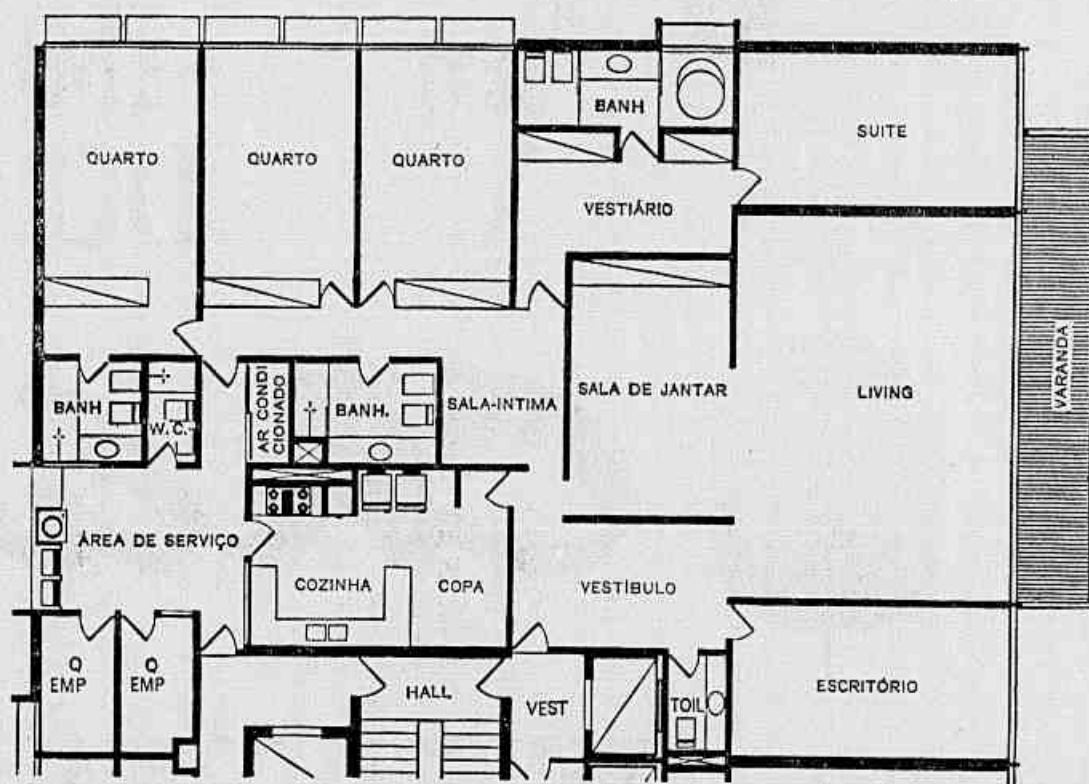 BANH
SUITE
QUARTO
QUARTO
QUARTO
VESTIÁRIO
VARANDA
AR CONDI
CIONADO
SALA DE JANTAR
LIVING
BANH
BANH.
SALA-INTIMA
W.C.
ÁREA DE SERVIÇO
COZINHA
COPA
VESTÍBULO
Q
EMP
Q
EMP
HALL
VEST
TOIL
ESCRITÓRIO